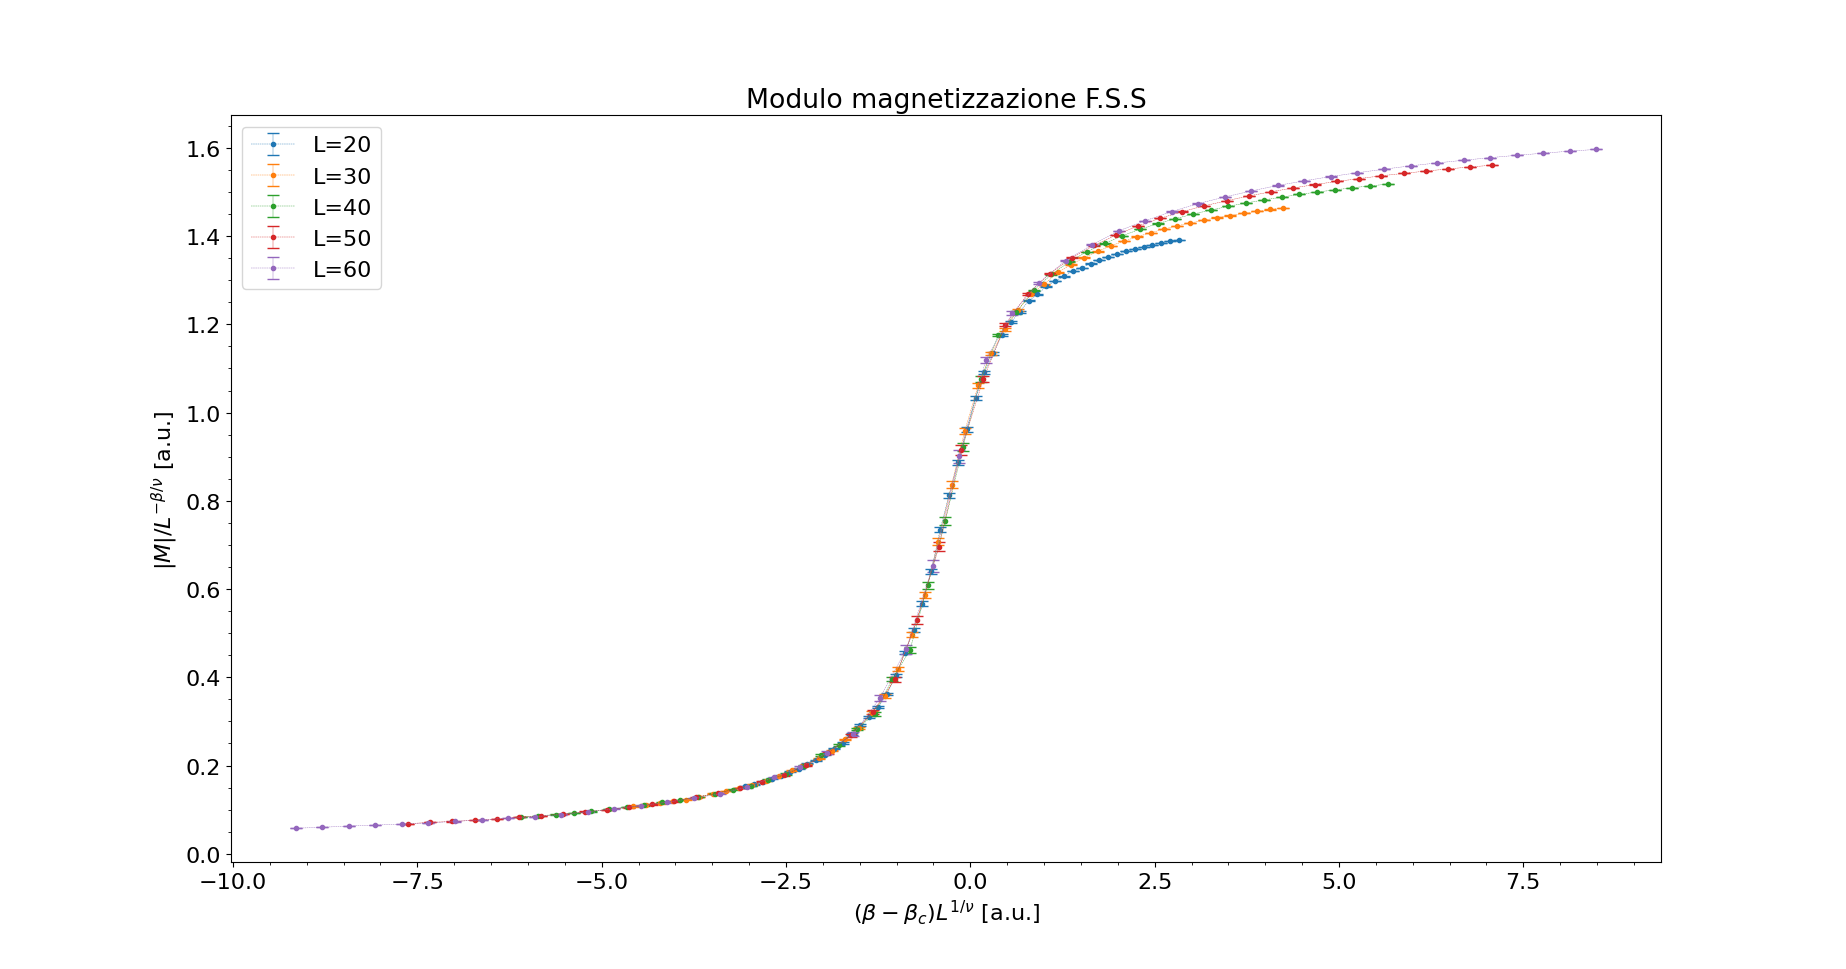 Modulo magnetizzazione F.S.S
L=20
L=30
L=40
L=50
L=60
1.6
1.4
1.2
1.0
0.8
0.6
0.4
0.2
0.0
|M|/L^{−β/ν} [a.u.]
−10.0 −7.5 −5.0 −2.5 0.0 2.5 5.0 7.5
(β − β_c)L^{1/ν} [a.u.]